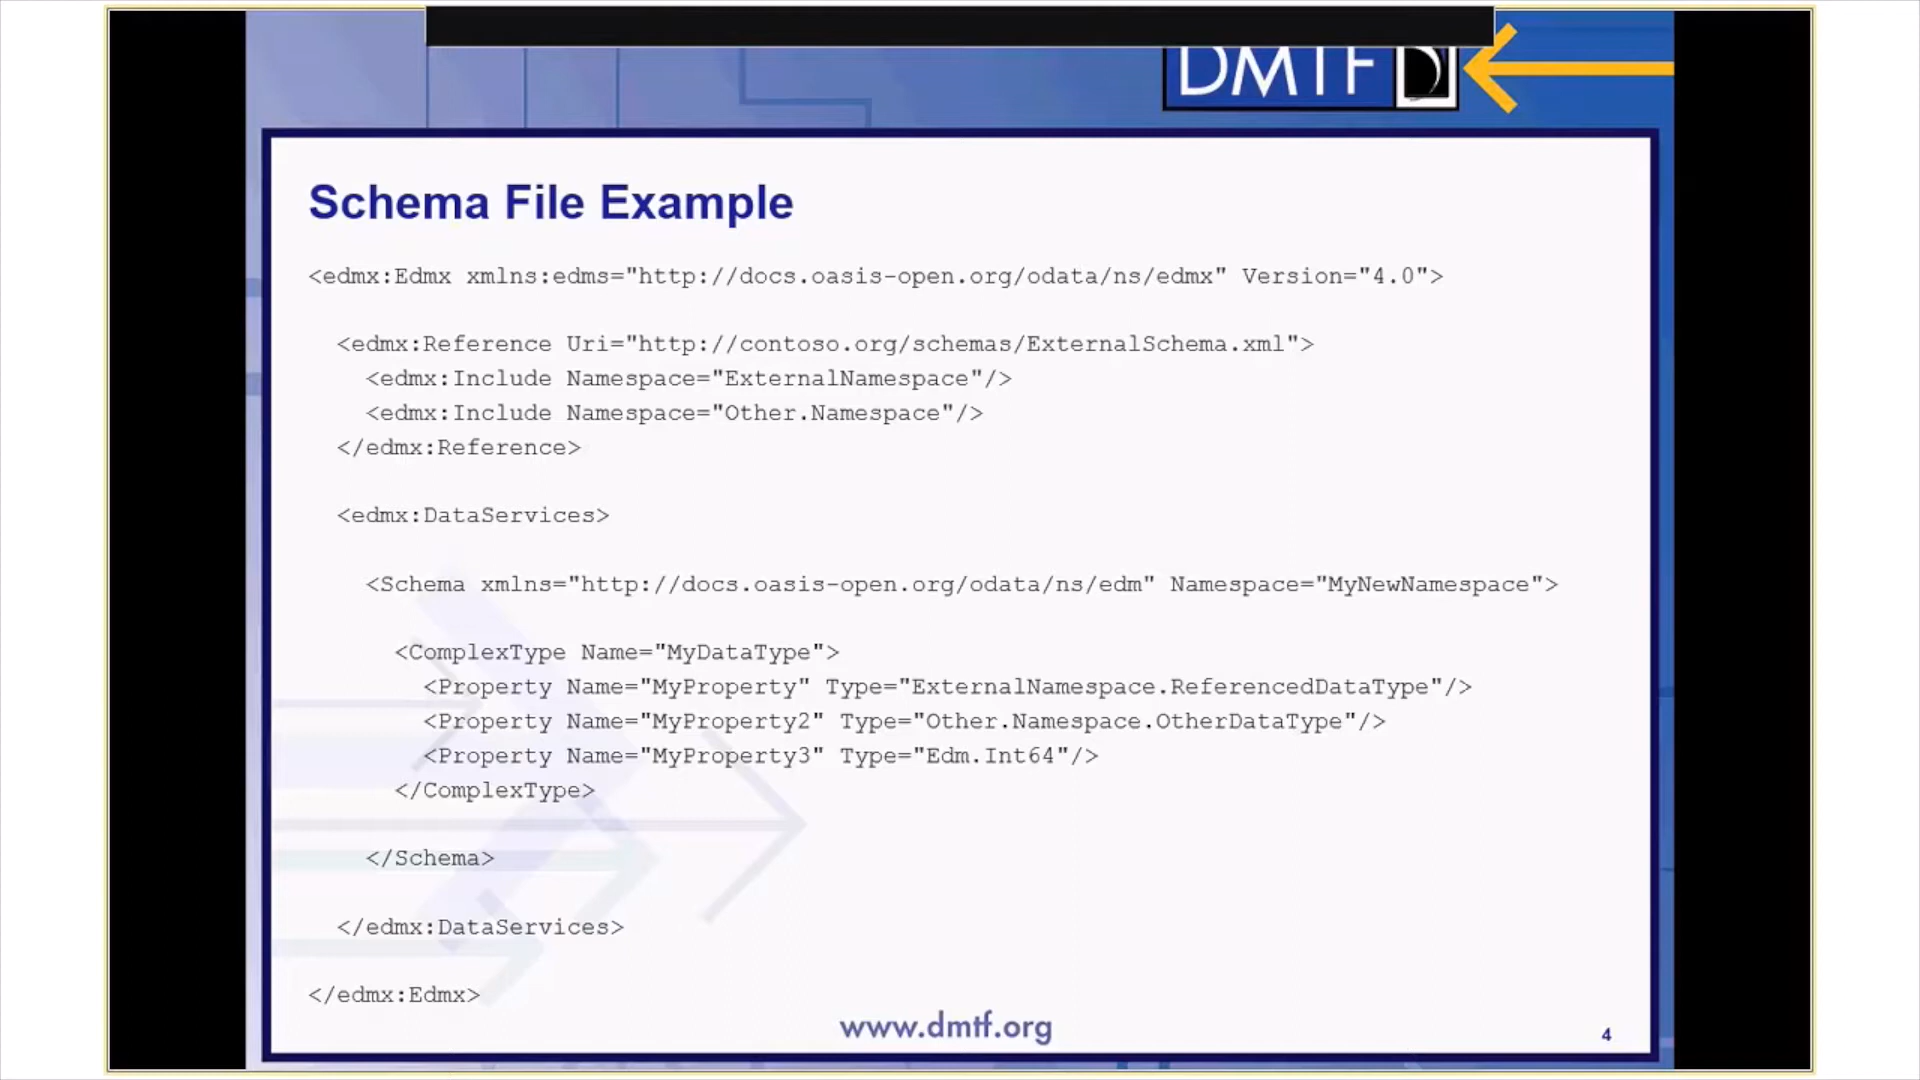 DMTF
Schema File Example
<edmx:Edmx xmlns:edms="http://docs.oasis-open.org/odata/ns/edmx" Version="4.0">
<edmx:Reference Uri="http://contoso.org/schemas/ExternalSchema.xml">
<edmx:Include Namespace="ExternalNamespace"/>
<edmx:Include Namespace="Other.Namespace"/>
</edmx:Reference>
<edmx:DataServices>
<Schema xmlns="http://docs.oasis-open.org/odata/ns/edm" Namespace="MyNewNamespace">
<ComplexType Name="MyDataType">
<Property Name="MyProperty" Type="ExternalNamespace.ReferencedDataType"/>
<Property Name="MyProperty2" Type="Other.Namespace.OtherDataType"/>
<Property Name="MyProperty3" Type="Edm.Int64"/>
</ComplexType>
</Schema>
</edmx:DataServices>
</edmx:Edmx>
www.dmtf.org
4